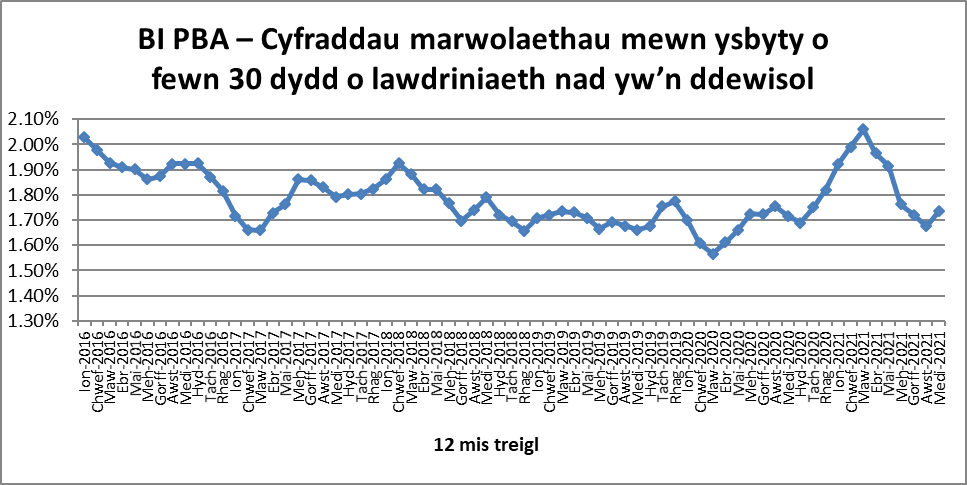 BI PBA – Cyfraddau marwolaethau mewn ysbyty o
fewn 30 dydd o lawdriniaeth nad yw’n ddewisol
2.10%
2.00%
1.90%
1.80%
1.70%
1.60%
1.50%
1.40%
1.30%
Ion-2016
Chwef-2016
Maw-2016
Ebr-2016
Mai-2016
Meh-2016
Gorff-2016
Awst-2016
Medi-2016
Hyd-2016
Tach-2016
Rhag-2016
Ion-2017
Chwef-2017
Maw-2017
Ebr-2017
Mai-2017
Meh-2017
Gorff-2017
Awst-2017
Medi-2017
Hyd-2017
Tach-2017
Rhag-2017
Ion-2018
Chwef-2018
Maw-2018
Ebr-2018
Mai-2018
Meh-2018
Gorff-2018
Awst-2018
Medi-2018
Hyd-2018
Tach-2018
Rhag-2018
Ion-2019
Chwef-2019
Maw-2019
Ebr-2019
Mai-2019
Meh-2019
Gorff-2019
Awst-2019
Medi-2019
Hyd-2019
Tach-2019
Rhag-2019
Ion-2020
Chwef-2020
Maw-2020
Ebr-2020
Mai-2020
Meh-2020
Gorff-2020
Awst-2020
Medi-2020
Hyd-2020
Tach-2020
Rhag-2020
Ion-2021
Chwef-2021
Maw-2021
Ebr-2021
Mai-2021
Meh-2021
Gorff-2021
Awst-2021
Medi-2021
12 mis treigl